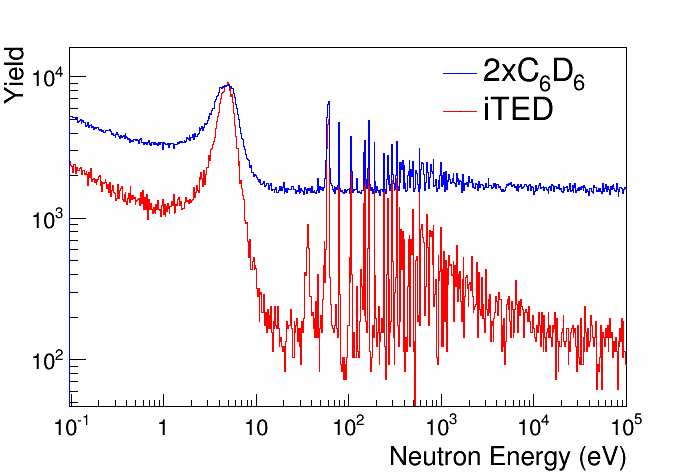 Yield
2xC₆D₆
iTED
10⁴
10³
10²
10⁻¹ 1 10 10² 10³ 10⁴ 10⁵
Neutron Energy (eV)